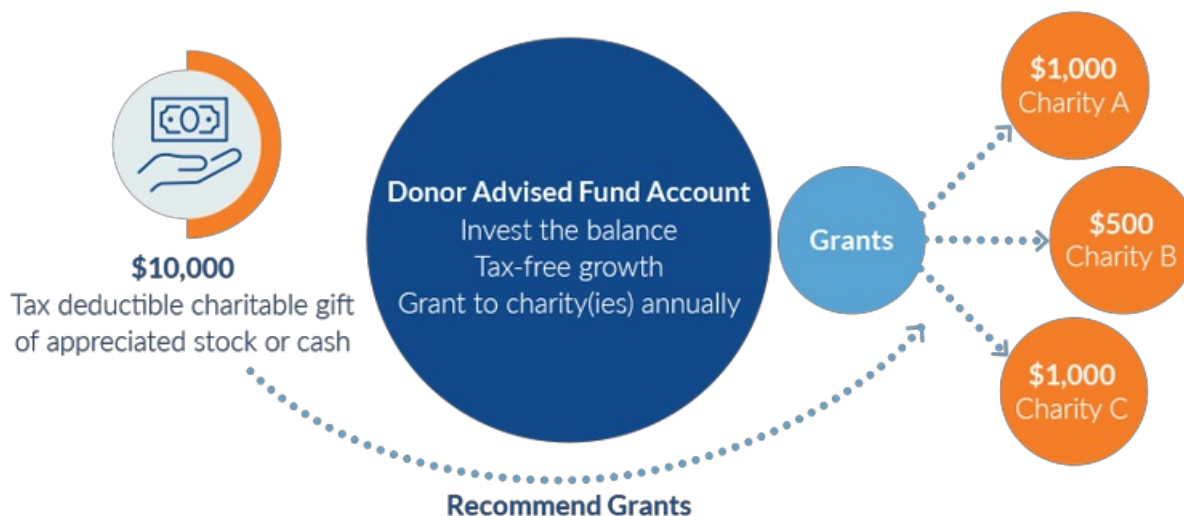 $10,000
Tax deductible charitable gift
of appreciated stock or cash
Donor Advised Fund Account
Invest the balance
Tax-free growth
Grant to charity(ies) annually
Grants
$1,000
Charity A
$500
Charity B
$1,000
Charity C
Recommend Grants